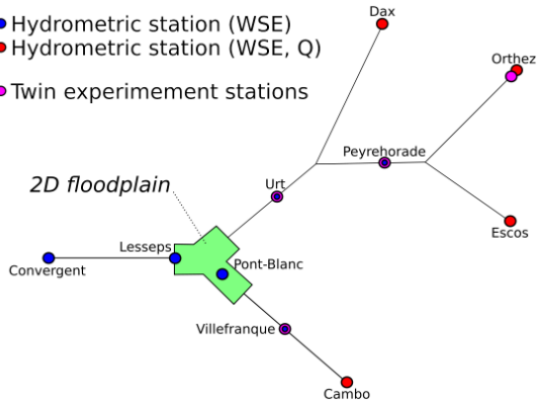 Dax
Hydrometric station (WSE)
Hydrometric station (WSE, Q)
Orthez
Twin experimement stations
Peyrehorade
2D floodplain
Urt
Escos
Lesseps
Pont-Blanc
Convergent
Villefranque
Cambo